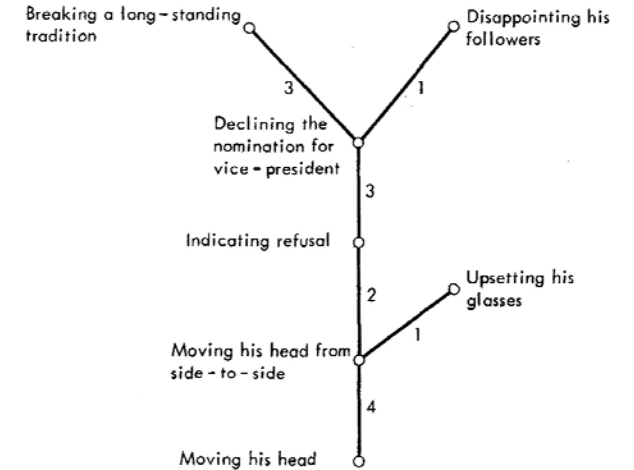 Breaking a long-standing
tradition
Disappointing his
followers
3
1
Declining the
nomination for
vice-president
3
Indicating refusal
2
Upsetting his
glasses
1
Moving his head from
side-to-side
4
Moving his head